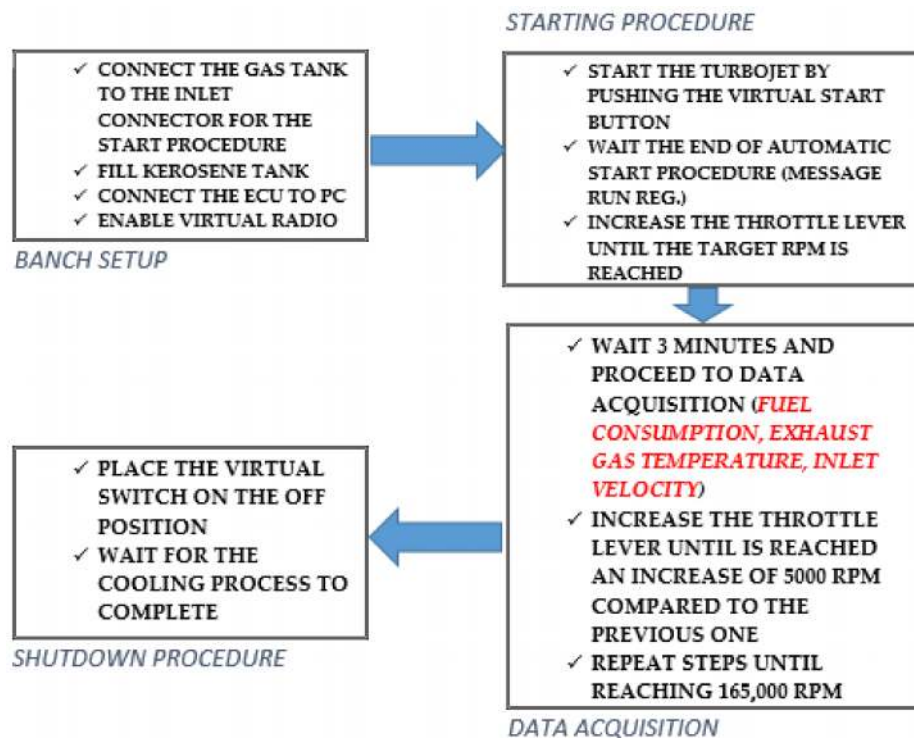 ✓ CONNECT THE GAS TANK
TO THE INLET
CONNECTOR FOR THE
START PROCEDURE
✓ FILL KEROSENE TANK
✓ CONNECT THE ECU TO PC
✓ ENABLE VIRTUAL RADIO
BANCH SETUP
STARTING PROCEDURE
✓ START THE TURBOJET BY
PUSHING THE VIRTUAL START
BUTTON
✓ WAIT THE END OF AUTOMATIC
START PROCEDURE (MESSAGE
RUN REG.)
✓ INCREASE THE THROTTLE LEVER
UNTIL THE TARGET RPM IS
REACHED
✓ WAIT 3 MINUTES AND
PROCEED TO DATA
ACQUISITION (FUEL
CONSUMPTION, EXHAUST
GAS TEMPERATURE, INLET
VELOCITY)
✓ INCREASE THE THROTTLE
LEVER UNTIL IS REACHED
AN INCREASE OF 5000 RPM
COMPARED TO THE
PREVIOUS ONE
✓ REPEAT STEPS UNTIL
REACHING 165,000 RPM
DATA ACQUISITION
✓ PLACE THE VIRTUAL
SWITCH ON THE OFF
POSITION
✓ WAIT FOR THE
COOLING PROCESS TO
COMPLETE
SHUTDOWN PROCEDURE